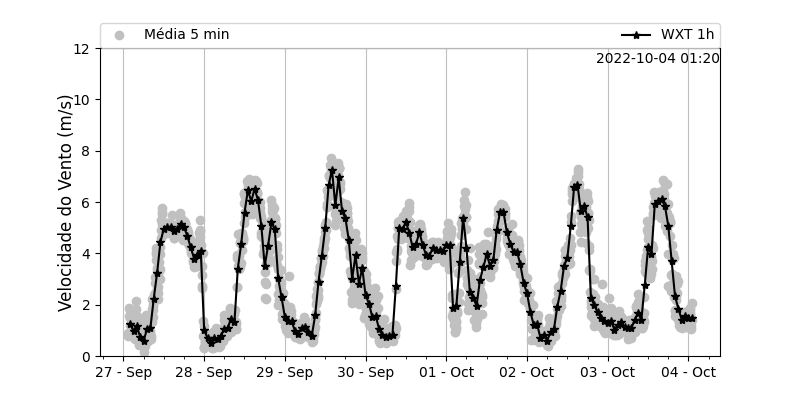 Média 5 min
WXT 1h
2022-10-04 01:20
Velocidade do Vento (m/s)
12
10
8
6
4
2
0
27 - Sep
28 - Sep
29 - Sep
30 - Sep
01 - Oct
02 - Oct
03 - Oct
04 - Oct